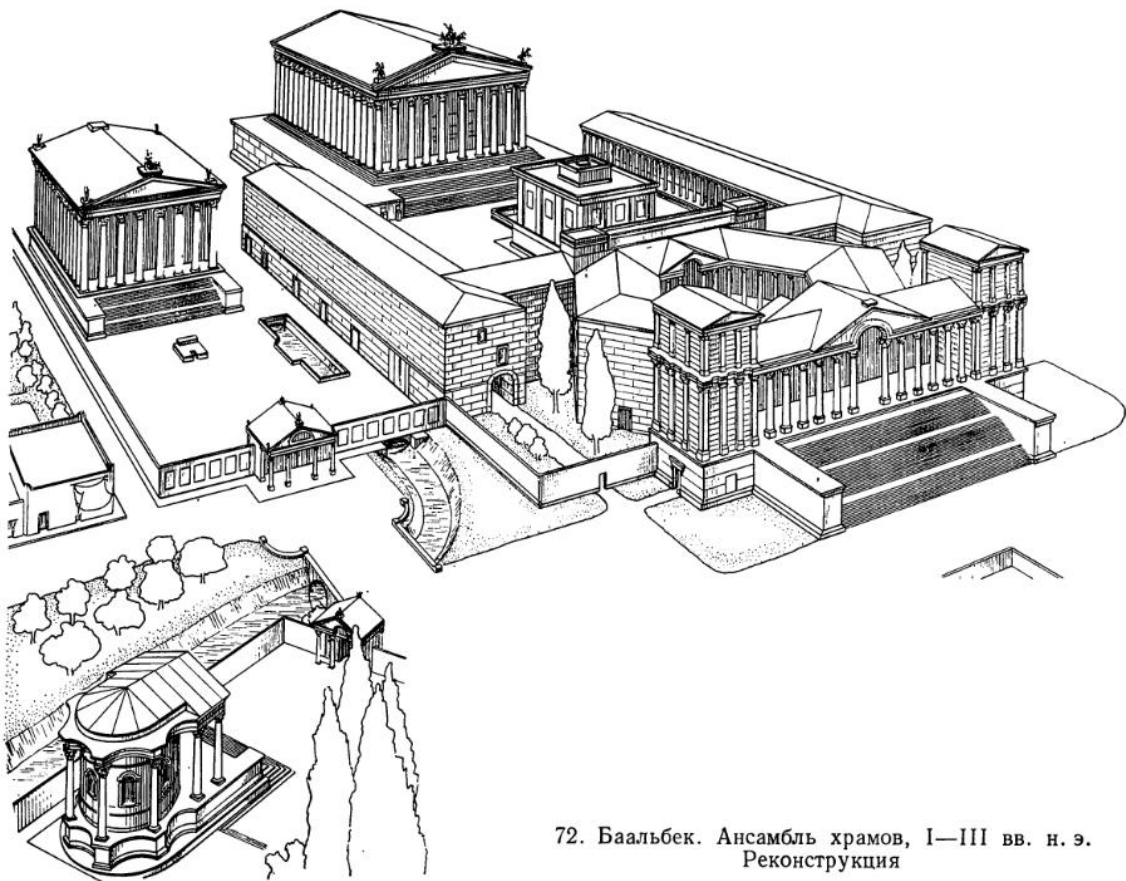 72. Баальбек. Ансамбль храмов, I—III вв. н. э.
Реконструкция